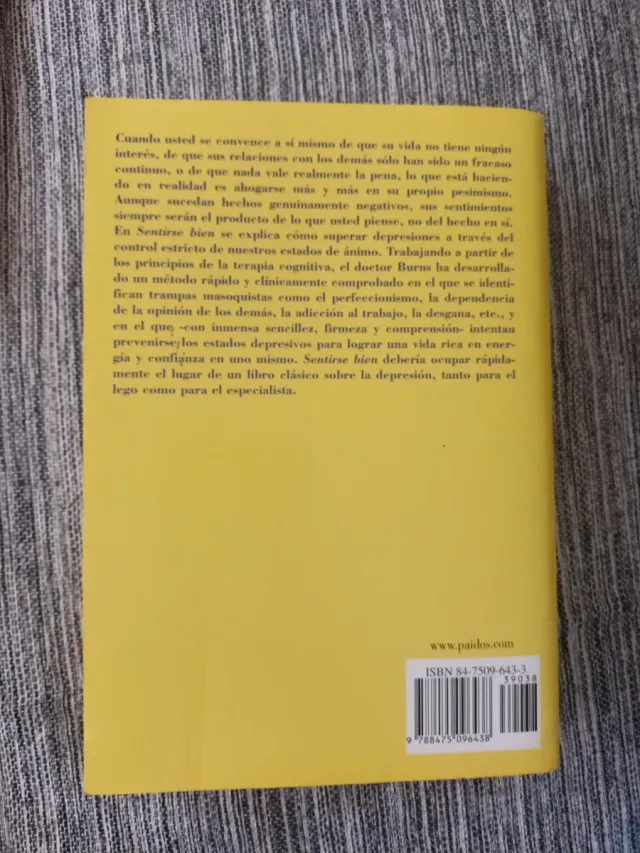 Cuando usted se convence a sí mismo de que su vida no tiene ningún
interés, de que sus relaciones con los demás sólo han sido un fracaso
continuo, o de que nada vale realmente la pena, lo que está hacien-
do en realidad es ahogarse más y más en su propio pesimismo.
Aunque sucedan hechos genuinamente negativos, sus sentimientos
siempre serán el producto de lo que usted piense, no del hecho en sí.
En Sentirse bien se explica cómo superar depresiones a través del
control estricto de nuestros estados de ánimo. Trabajando a partir de
los principios de la terapia cognitiva, el doctor Burns ha desarrolla-
do un método rápido y clínicamente comprobado en el que se identi-
fican trampas masoquistas como el perfeccionismo, la dependencia
de la opinión de los demás, la adicción al trabajo, la desgana, etc., y
en el que -con inmensa sencillez, firmeza y comprensión- intentan
prevenirse los estados depresivos para lograr una vida rica en ener-
gía y confianza en uno mismo. Sentirse bien debería ocupar rápida-
mente el lugar de un libro clásico sobre la depresión, tanto para el
lego como para el especialista.
www.paidos.com
ISBN 84-7509-643-3
39038
9 788475 096438